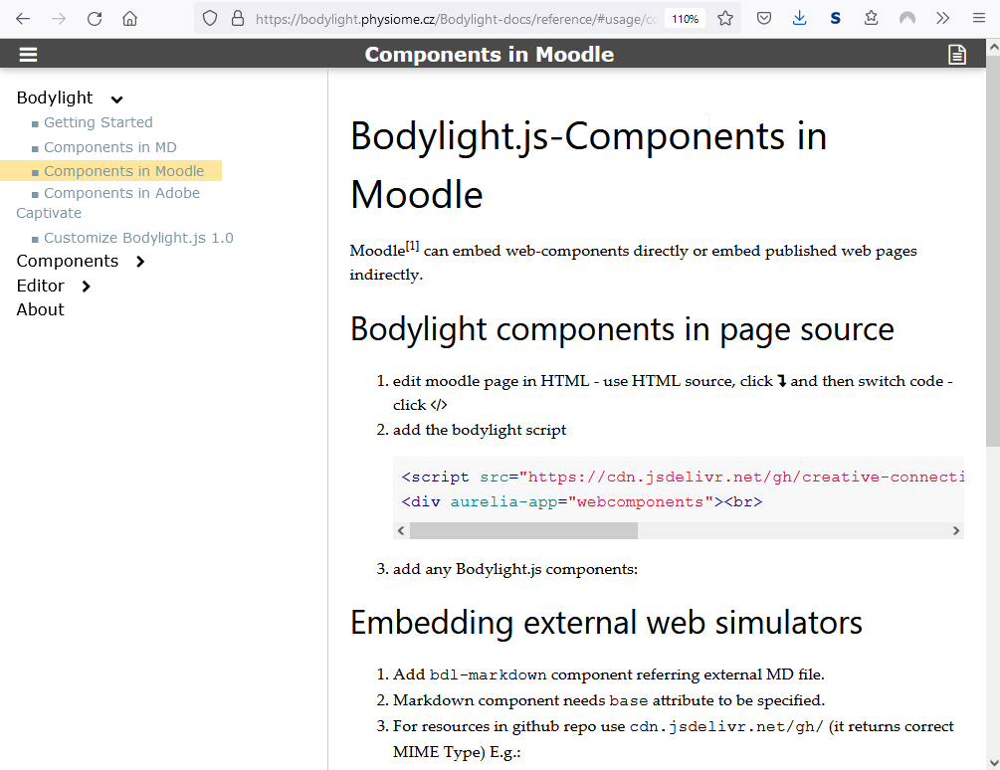 https://bodylight.physiome.cz/Bodylight-docs/reference/#usage/co
110%
S
Components in Moodle
Bodylight
Getting Started
Components in MD
Components in Moodle
Components in Adobe
Captivate
Customize Bodylight.js 1.0
Components
Editor
About
Bodylight.js-Components in
Moodle
Moodle[1] can embed web-components directly or embed published web pages
indirectly.
Bodylight components in page source
1. edit moodle page in HTML - use HTML source, click ↴ and then switch code -
click </>
2. add the bodylight script
<script src="https://cdn.jsdelivr.net/gh/creative-connecti
<div aurelia-app="webcomponents"><br>
3. add any Bodylight.js components:
Embedding external web simulators
1. Add bdl-markdown component referring external MD file.
2. Markdown component needs base attribute to be specified.
3. For resources in github repo use cdn.jsdelivr.net/gh/ (it returns correct
MIME Type) E.g.: